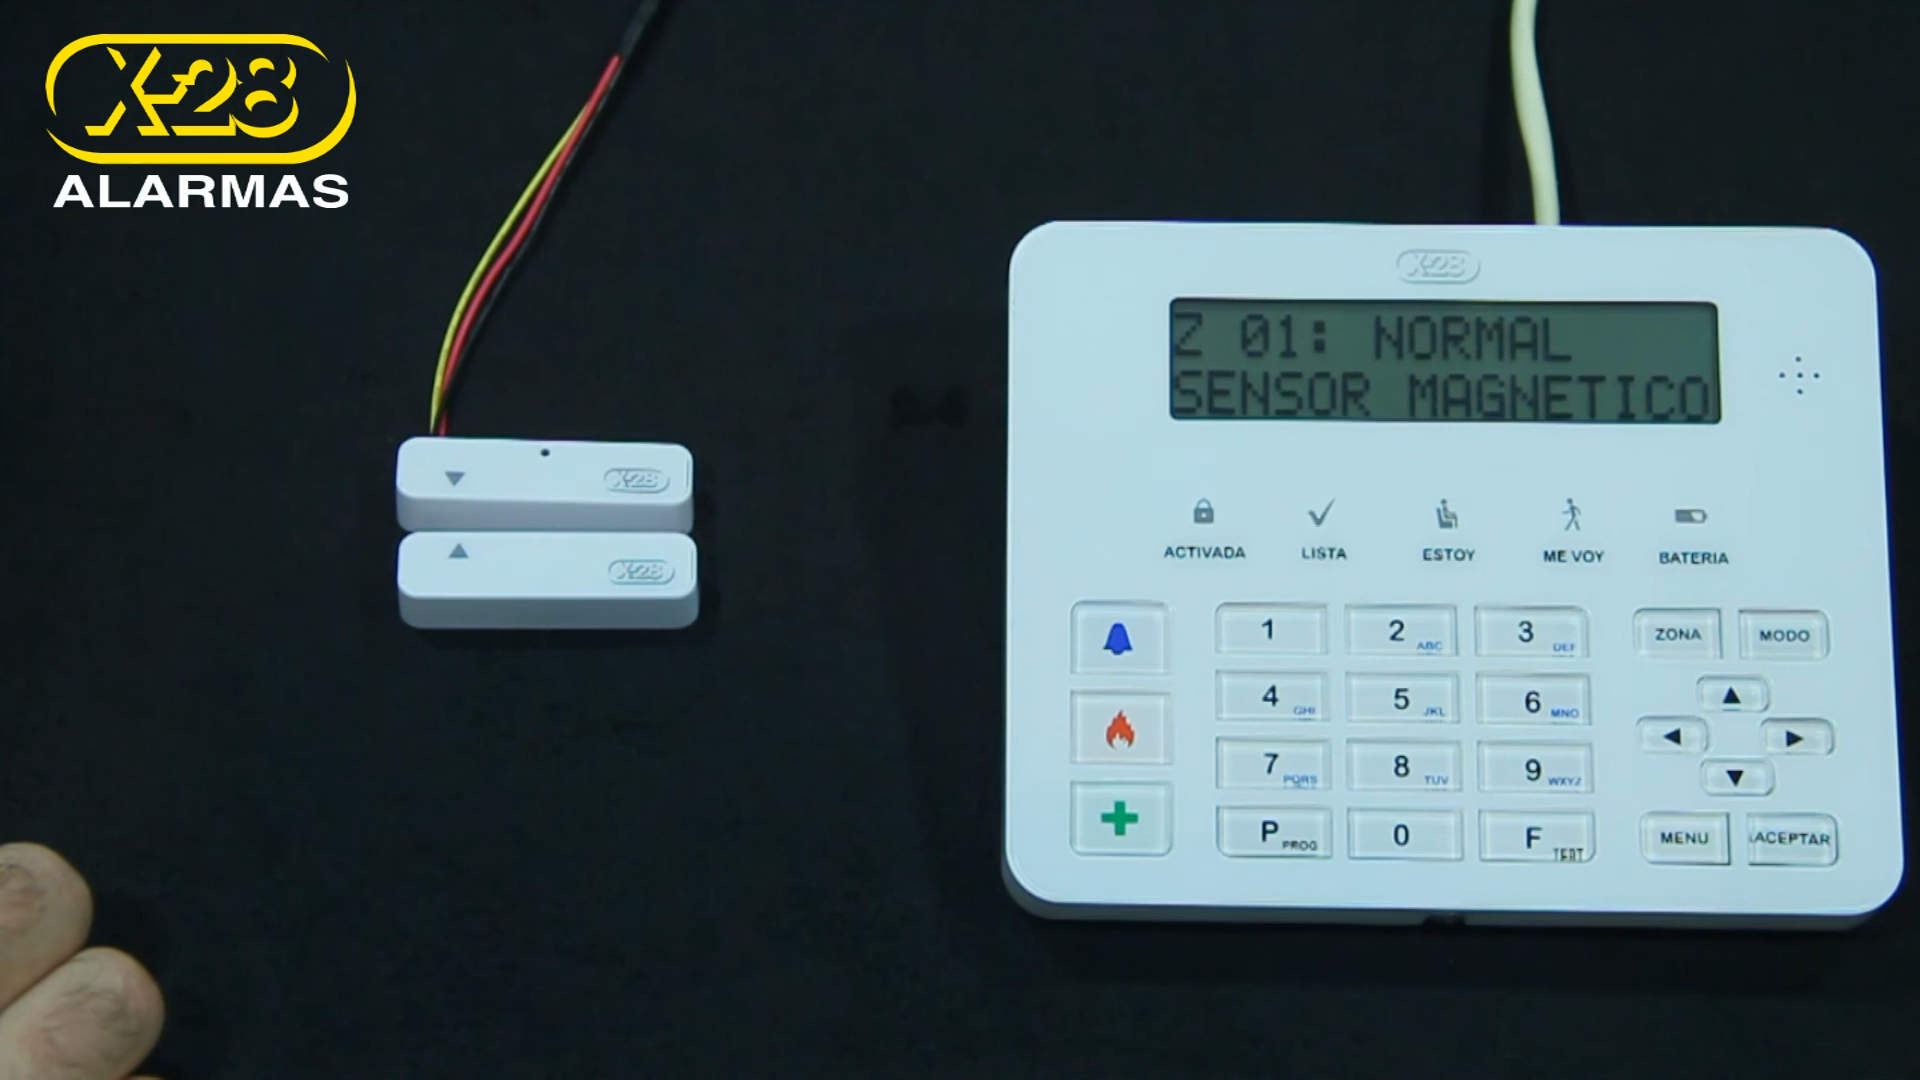 X-28
ALARMAS
X-28
Z 01: NORMAL
SENSOR MAGNETICO
X-28
X-28
ACTIVADA LISTA ESTOY ME VOY BATERIA
1 2 ABC 3 DEF ZONA MODO
4 GHI 5 JKL 6 MNO
7 PQRS 8 TUV 9 WXYZ
P PROG 0 F MENU ACEPTAR